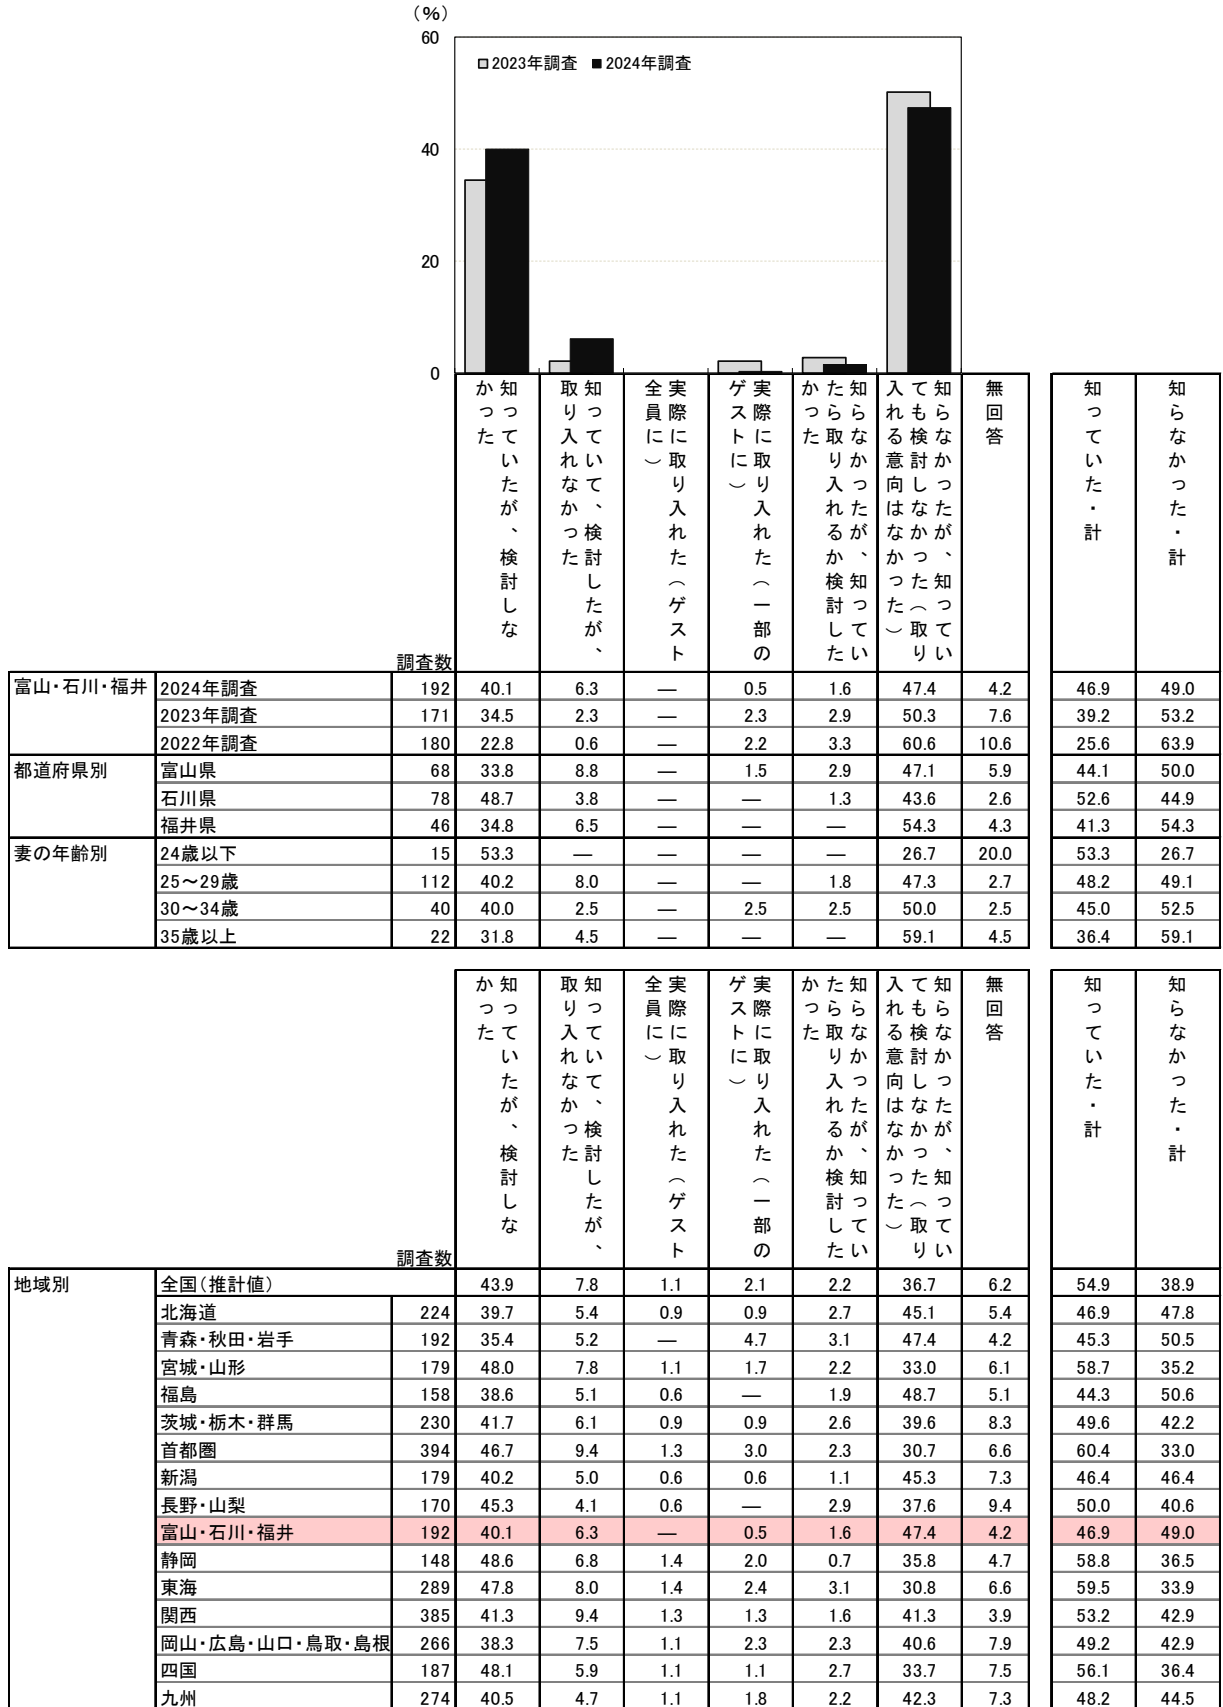 （%）
60
□2023年調査 ■2024年調査
40
20
0
知っていたが、検討しな
かった
知っていて、検討したが、
取り入れなかった
実際に取り入れた（ゲスト
全員に）
実際に取り入れた（一部の
ゲストに）
知らなかったが、知ってい
たら取り入れるか検討した
かった
知らなかったが、知ってい
ても検討しなかった（取り
入れる意向はなかった）
無回答
知っていた・計
知らなかった・計
調査数
富山・石川・福井 2024年調査 192 40.1 6.3 — 0.5 1.6 47.4 4.2 46.9 49.0
2023年調査 171 34.5 2.3 — 2.3 2.9 50.3 7.6 39.2 53.2
2022年調査 180 22.8 0.6 — 2.2 3.3 60.6 10.6 25.6 63.9
都道府県別 富山県 68 33.8 8.8 — 1.5 2.9 47.1 5.9 44.1 50.0
石川県 78 48.7 3.8 — — 1.3 43.6 2.6 52.6 44.9
福井県 46 34.8 6.5 — — — 54.3 4.3 41.3 54.3
妻の年齢別 24歳以下 15 53.3 — — — — 26.7 20.0 53.3 26.7
25～29歳 112 40.2 8.0 — — 1.8 47.3 2.7 48.2 49.1
30～34歳 40 40.0 2.5 — 2.5 2.5 50.0 2.5 45.0 52.5
35歳以上 22 31.8 4.5 — — — 59.1 4.5 36.4 59.1
知っていたが、検討しな
かった
知っていて、検討したが、
取り入れなかった
実際に取り入れた（ゲスト
全員に）
実際に取り入れた（一部の
ゲストに）
知らなかったが、知ってい
たら取り入れるか検討した
かった
知らなかったが、知ってい
ても検討しなかった（取り
入れる意向はなかった）
無回答
知っていた・計
知らなかった・計
調査数
地域別 全国（推計値） 43.9 7.8 1.1 2.1 2.2 36.7 6.2 54.9 38.9
北海道 224 39.7 5.4 0.9 0.9 2.7 45.1 5.4 46.9 47.8
青森・秋田・岩手 192 35.4 5.2 — 4.7 3.1 47.4 4.2 45.3 50.5
宮城・山形 179 48.0 7.8 1.1 1.7 2.2 33.0 6.1 58.7 35.2
福島 158 38.6 5.1 0.6 — 1.9 48.7 5.1 44.3 50.6
茨城・栃木・群馬 230 41.7 6.1 0.9 0.9 2.6 39.6 8.3 49.6 42.2
首都圏 394 46.7 9.4 1.3 3.0 2.3 30.7 6.6 60.4 33.0
新潟 179 40.2 5.0 0.6 0.6 1.1 45.3 7.3 46.4 46.4
長野・山梨 170 45.3 4.1 0.6 — 2.9 37.6 9.4 50.0 40.6
富山・石川・福井 192 40.1 6.3 — 0.5 1.6 47.4 4.2 46.9 49.0
静岡 148 48.6 6.8 1.4 2.0 0.7 35.8 4.7 58.8 36.5
東海 289 47.8 8.0 1.4 2.4 3.1 30.8 6.6 59.5 33.9
関西 385 41.3 9.4 1.3 1.3 1.6 41.3 3.9 53.2 42.9
岡山・広島・山口・鳥取・島根 266 38.3 7.5 1.1 2.3 2.3 40.6 7.9 49.2 42.9
四国 187 48.1 5.9 1.1 1.1 2.7 33.7 7.5 56.1 36.4
九州 274 40.5 4.7 1.1 1.8 2.2 42.3 7.3 48.2 44.5